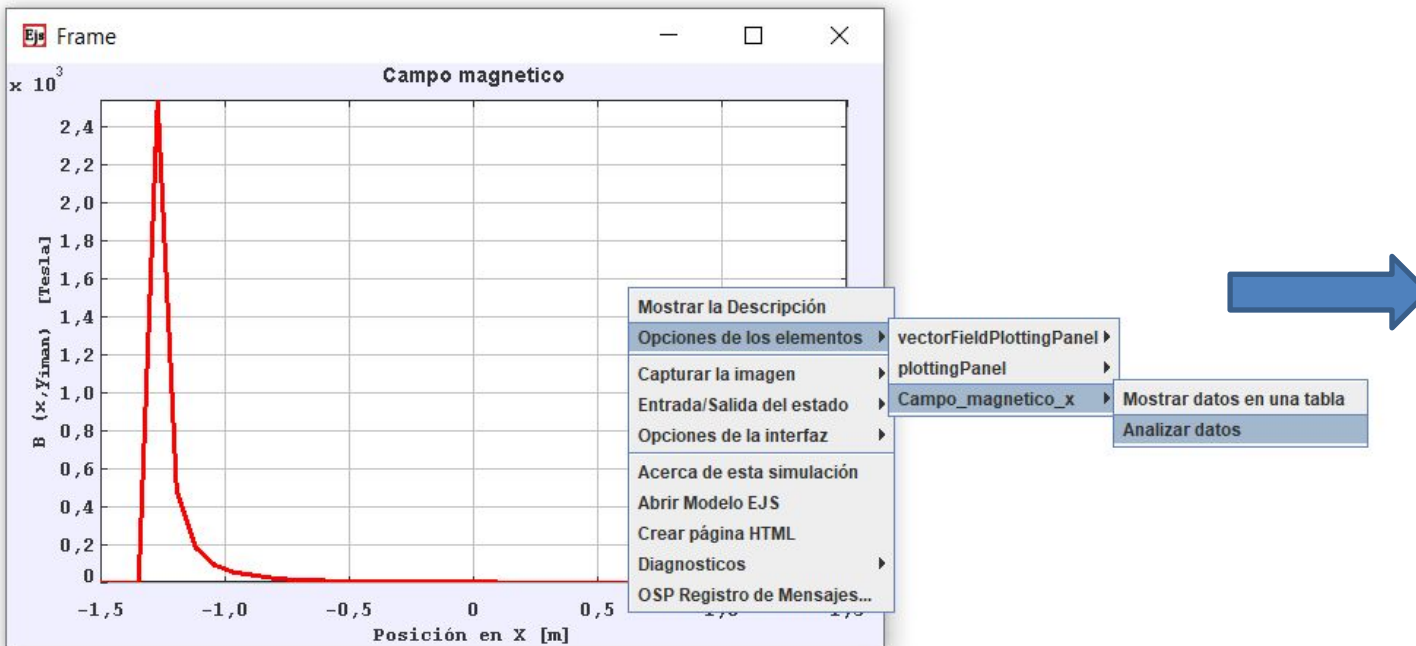 Ejs Frame
Campo magnetico
x 10³
2,4
2,2
2,0
1,8
1,6
1,4
1,2
1,0
0,8
0,6
0,4
0,2
0
B (x,Yiman) [Tesla]
-1,5 -1,0 -0,5 0 0,5
Posición en X [m]
Mostrar la Descripción
Opciones de los elementos
Capturar la imagen
Entrada/Salida del estado
Opciones de la interfaz
Acerca de esta simulación
Abrir Modelo EJS
Crear página HTML
Diagnosticos
OSP Registro de Mensajes...
vectorFieldPlottingPanel
plottingPanel
Campo_magnetico_x
Mostrar datos en una tabla
Analizar datos